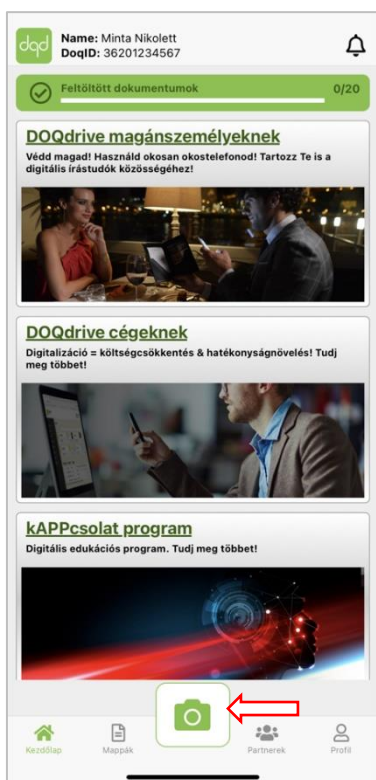 dqd
Name: Minta Nikolett
DoqID: 36201234567
Feltöltött dokumentumok 0/20
DOQdrive magánszemélyeknek
Védd magad! Használd okosan okostelefonod! Tartozz Te is a
digitális írástudók közösségéhez!
DOQdrive cégeknek
Digitalizáció = költségcsökkentés & hatékonyságnövelés! Tudj
meg többet!
kAPPcsolat program
Digitális edukációs program. Tudj meg többet!
Kezdőlap Mappák Partnerek Profil